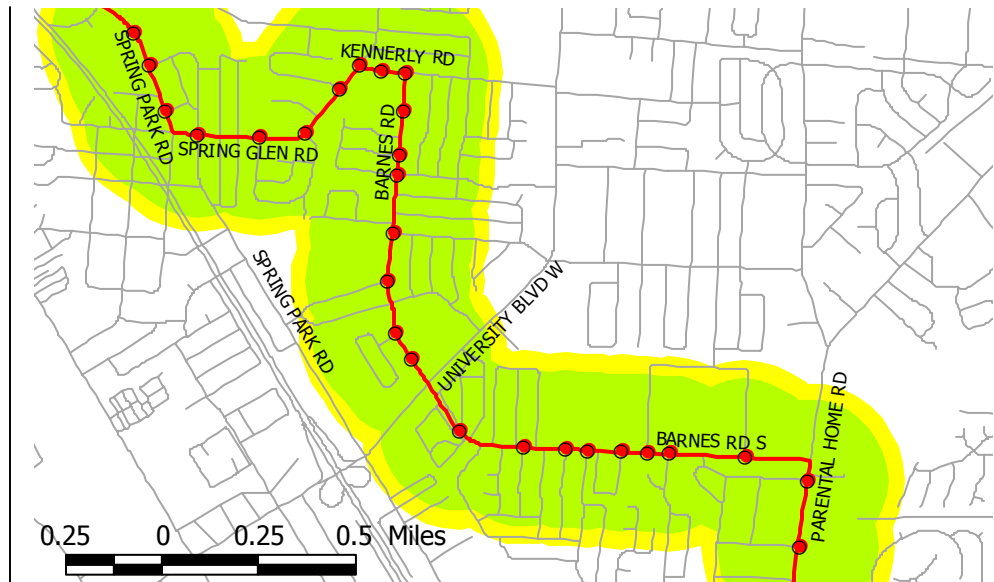 KENNERLY RD
SPRING PARK RD
SPRING GLEN RD
BARNES RD
SPRING PARK RD
UNIVERSITY BLVD W
BARNES RD S
PARENTAL HOME RD
0.25 0 0.25 0.5 Miles